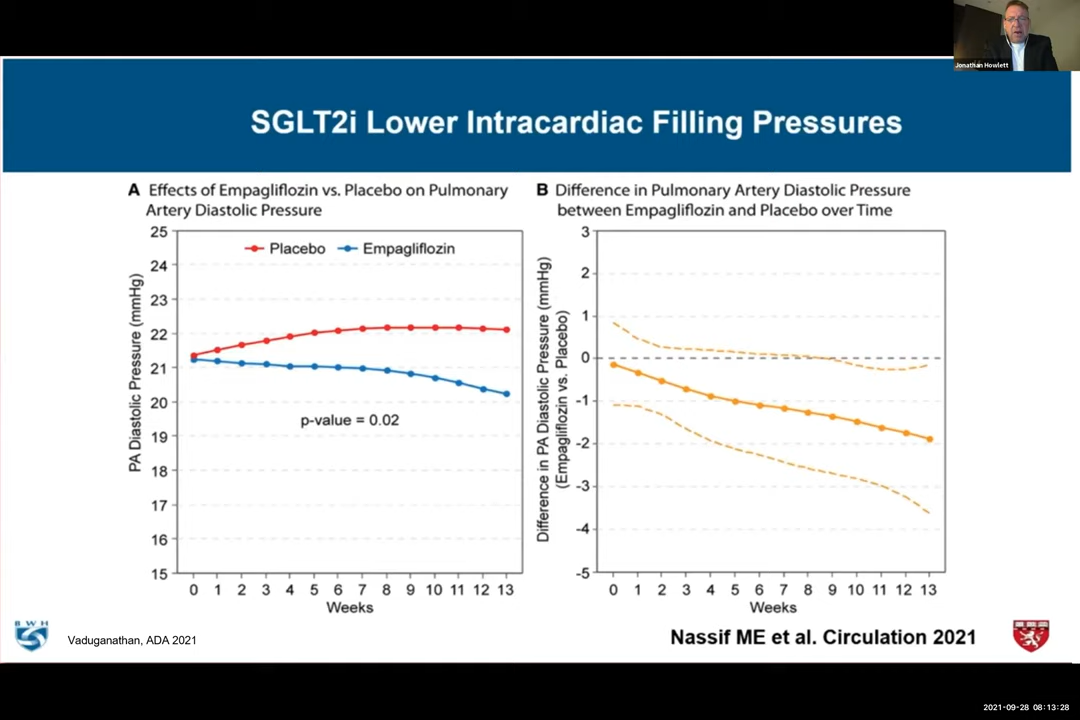 Jonathan Howlett
SGLT2i Lower Intracardiac Filling Pressures
A Effects of Empagliflozin vs. Placebo on Pulmonary
Artery Diastolic Pressure
Placebo
Empagliflozin
PA Diastolic Pressure (mmHg)
25
24
23
22
21
20
19
18
17
16
15
p-value = 0.02
0 1 2 3 4 5 6 7 8 9 10 11 12 13
Weeks
B Difference in Pulmonary Artery Diastolic Pressure
between Empagliflozin and Placebo over Time
Difference in PA Diastolic Pressure (mmHg)
(Empagliflozin vs. Placebo)
3
2
1
0
-1
-2
-3
-4
-5
0 1 2 3 4 5 6 7 8 9 10 11 12 13
Weeks
BWH
Vaduganathan, ADA 2021
Nassif ME et al. Circulation 2021
2021-09-28 08:13:28